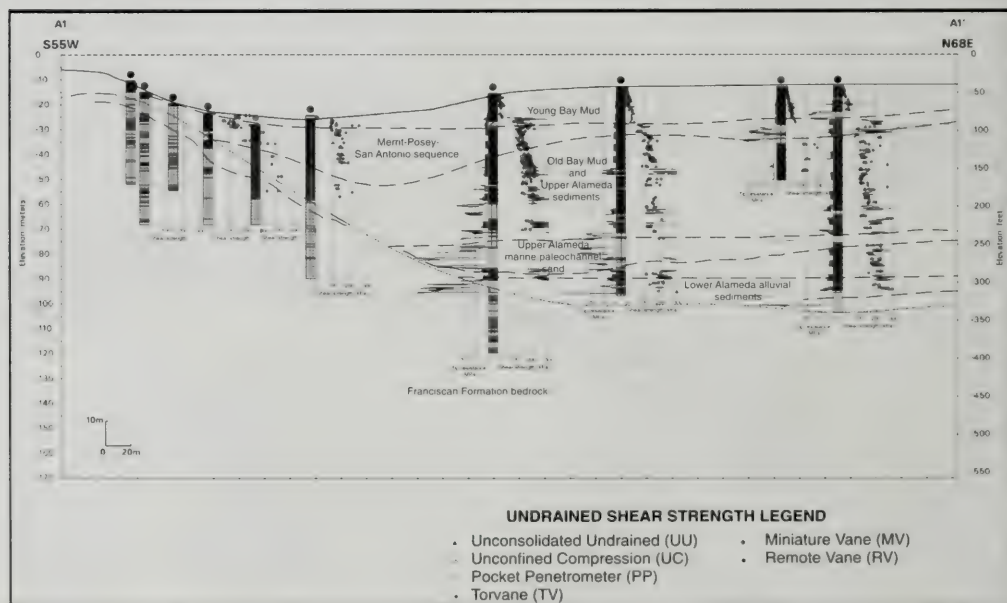 A1
A1'
S55W
N68E
0
0
-10
-20
-30
-40
50
60
70
80
90
100
-110
-120
-130
-140
-50
-100
-150
-200
-250
-300
-350
-400
-450
-500
-550
Elevation meters
Elevation feet
Young Bay Mud
Merritt-Posey-
San Antonio sequence
Old Bay Mud
and
Upper Alameda
sediments
Upper Alameda
marine paleochannel
sand
Lower Alameda alluvial
sediments
Franciscan Formation bedrock
10m
0 20m
UNDRAINED SHEAR STRENGTH LEGEND
Unconsolidated Undrained (UU)
Unconfined Compression (UC)
Pocket Penetrometer (PP)
Torvane (TV)
Miniature Vane (MV)
Remote Vane (RV)